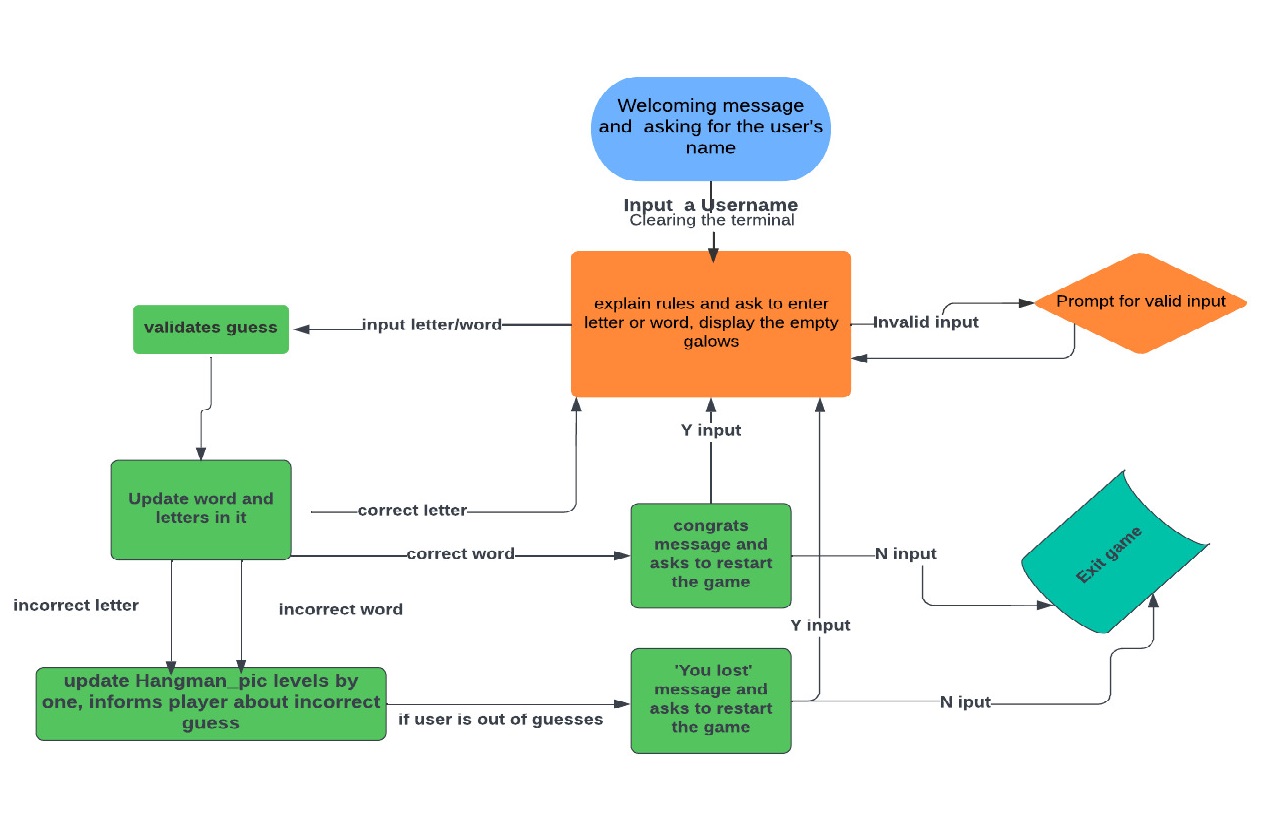 Welcoming message
and asking for the user's
name
Input a Username
Clearing the terminal
explain rules and ask to enter
letter or word, display the empty
galows
Invalid input
Prompt for valid input
input letter/word
validates guess
Update word and
letters in it
correct letter
correct word
Y input
congrats
message and
asks to restart
the game
N input
Exit game
incorrect letter
incorrect word
update Hangman_pic levels by
one, informs player about incorrect
guess
if user is out of guesses
Y input
'You lost'
message and
asks to restart
the game
N iput